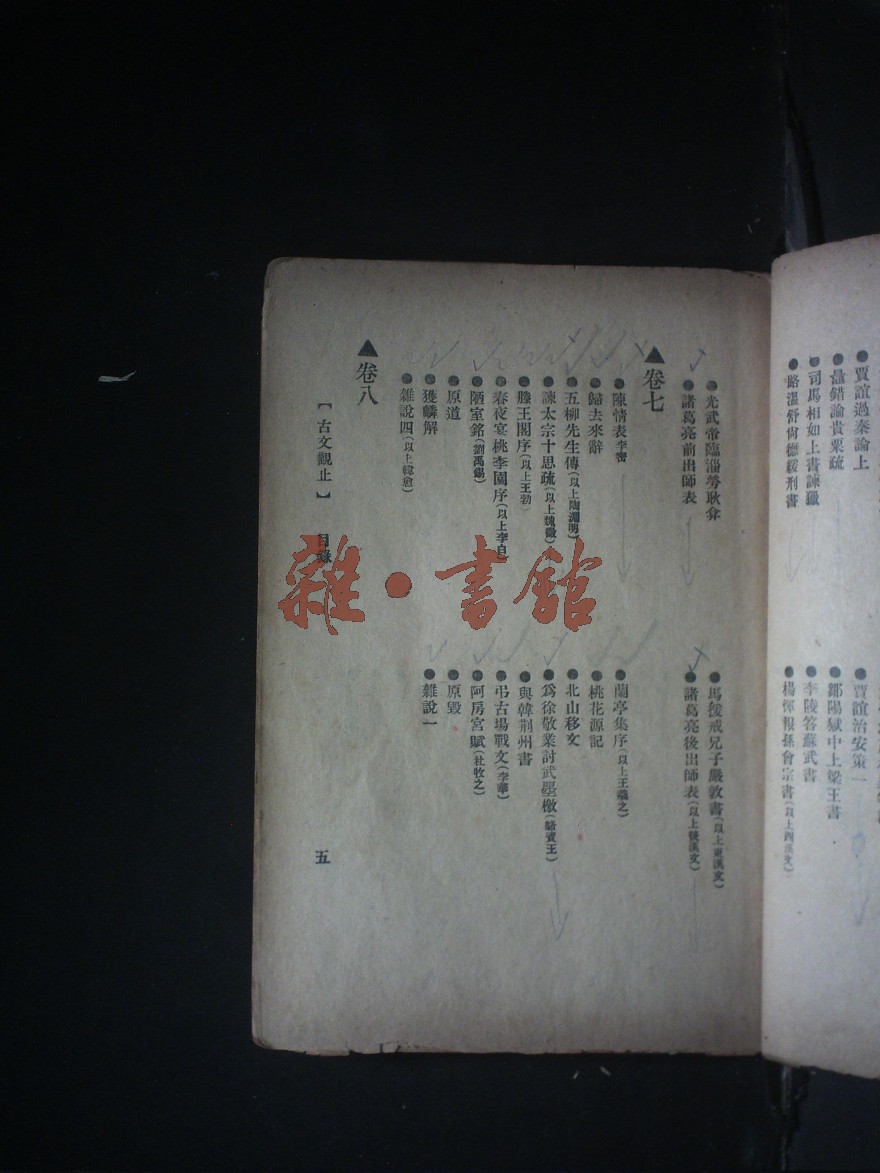 賈誼過秦論上
賈誼治安策一
鼂錯論貴粟疏
鄒陽獄中上梁王書
司馬相如上書諫獵
李陵答蘇武書
路溫舒尚德緩刑書
楊惲報孫會宗書(以上西漢文)
光武帝臨淄勞耿弇
馬援戒兄子嚴敦書(以上東漢文)
諸葛亮前出師表
諸葛亮後出師表(以上後漢文)
▲卷七
陳情表李密
蘭亭集序(以上王羲之)
歸去來辭
桃花源記
五柳先生傳(以上陶淵明)
北山移文
諫太宗十思疏(以上魏徵)
爲徐敬業討武曌檄(駱賓王)
滕王閣序(以上王勃)
與韓荆州書
春夜宴桃李園序(以上李白)
弔古場戰文(李華)
陋室銘(劉禹錫)
阿房宮賦(杜牧之)
原道
原毀
獲麟解
雜說一
雜說四(以上韓愈)
▲卷八
[古文觀止] 目錄
五
雜·書館